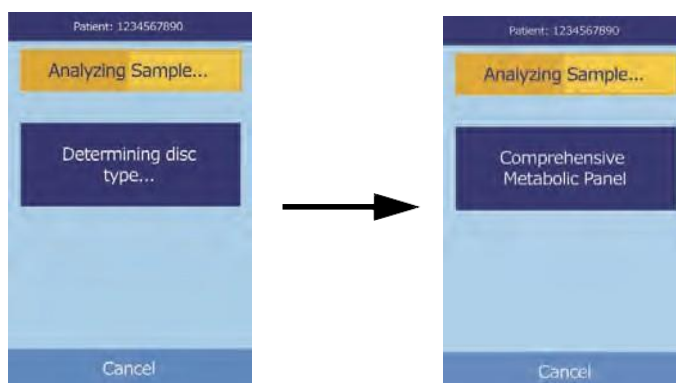 Patient: 1234567890
Analyzing Sample...
Determining disc
type...
Cancel
Patient: 1234567890
Analyzing Sample...
Comprehensive
Metabolic Panel
Cancel